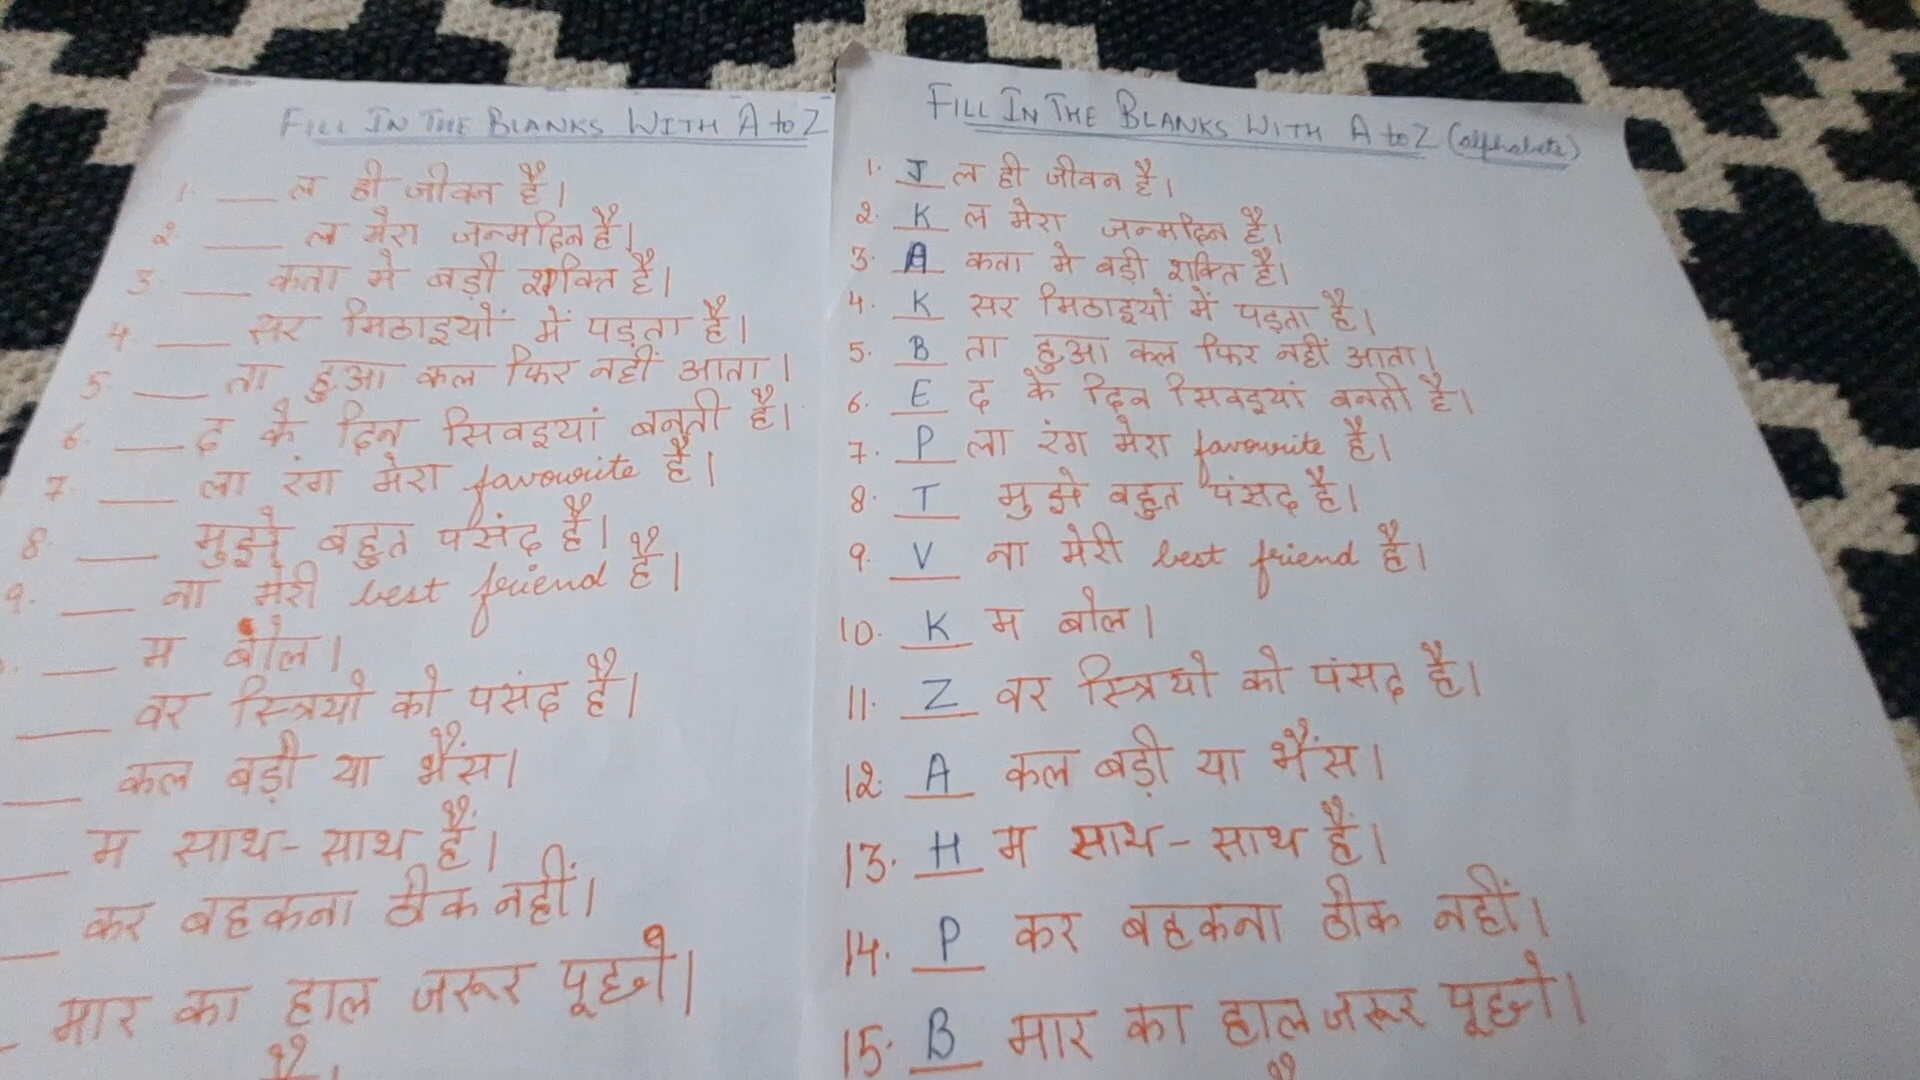 FILL IN THE BLANKS WITH A to Z
1. ___ ल ही जीवन है।
2. ___ ल मेरा जन्मदिन है।
3. ___ कता मे बड़ी शक्ति है।
4. ___ सर मिठाइयों में पड़ता है।
5. ___ ता हुआ कल फिर नहीं आता।
6. ___ द के दिन सिवइयां बनती है।
7. ___ ला रंग मेरा favourite है।
8. ___ मुझे बहुत पसंद है।
9. ___ ना मेरी best friend है।
___ म बोल।
___ वर स्त्रियो को पसंद है।
___ कल बड़ी या भैंस।
___ म साथ-साथ हैं।
___ कर बहकना ठीक नहीं।
___ मार का हाल जरूर पूछो।
FILL IN THE BLANKS WITH A to Z (alphabets)
1. J ल ही जीवन है।
2. K ल मेरा जन्मदिन है।
3. A कता मे बड़ी शक्ति है।
4. K सर मिठाइयों में पड़ता है।
5. B ता हुआ कल फिर नहीं आता।
6. E द के दिन सिवइयां बनती है।
7. P ला रंग मेरा favourite है।
8. T मुझे बहुत पंसद है।
9. V ना मेरी best friend है।
10. K म बोल।
11. Z वर स्त्रियो को पंसद है।
12. A कल बड़ी या भैंस।
13. H म साथ-साथ हैं।
14. P कर बहकना ठीक नहीं।
15. B मार का हाल जरूर पूछो।